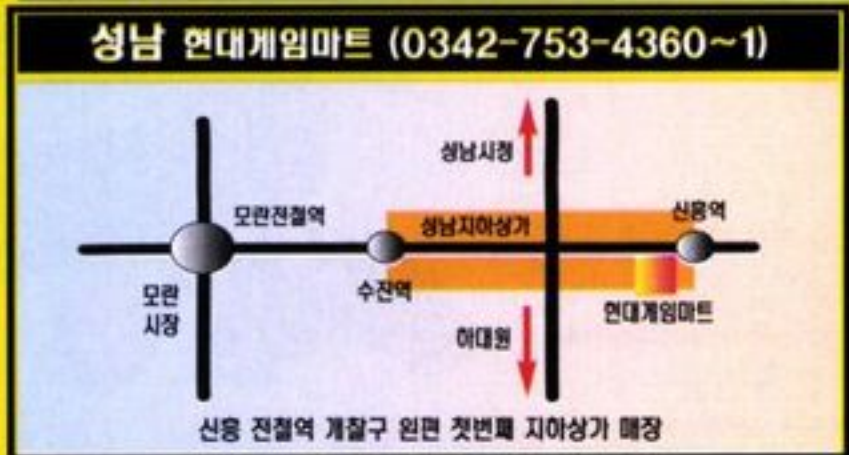 성남 현대게임마트 (0342-753-4360~1)
성남시청
모란전철역
성남지하상가
신흥역
모란
시장
수진역
현대게임마트
하대원
신흥 전철역 개찰구 왼편 첫번째 지하상가 매장